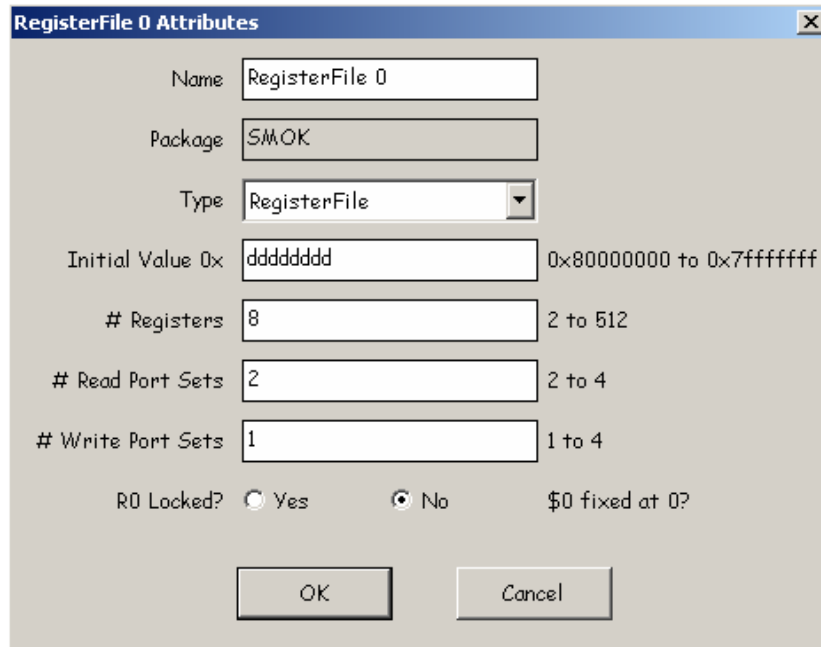 RegisterFile 0 Attributes
Name RegisterFile 0
Package SMOK
Type RegisterFile
Initial Value 0x dddddddd 0x80000000 to 0x7fffffff
# Registers 8 2 to 512
# Read Port Sets 2 2 to 4
# Write Port Sets 1 1 to 4
R0 Locked? Yes No $0 fixed at 0?
OK Cancel